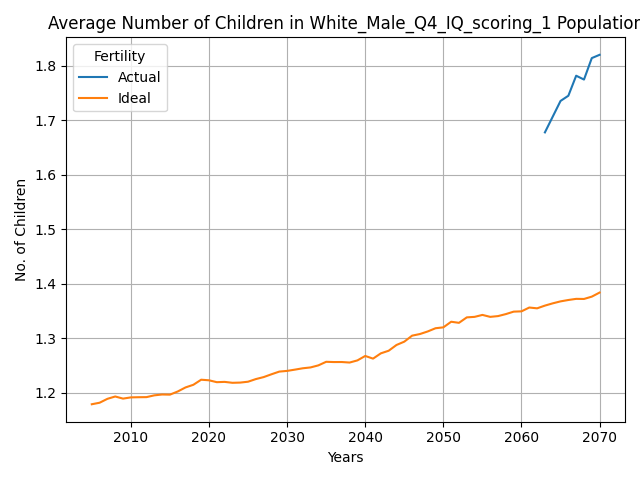 Average Number of Children in White_Male_Q4_IQ_scoring_1 Population
Fertility
Actual
Ideal
1.8
1.7
1.6
1.5
1.4
1.3
1.2
No. of Children
2010
2020
2030
2040
2050
2060
2070
Years